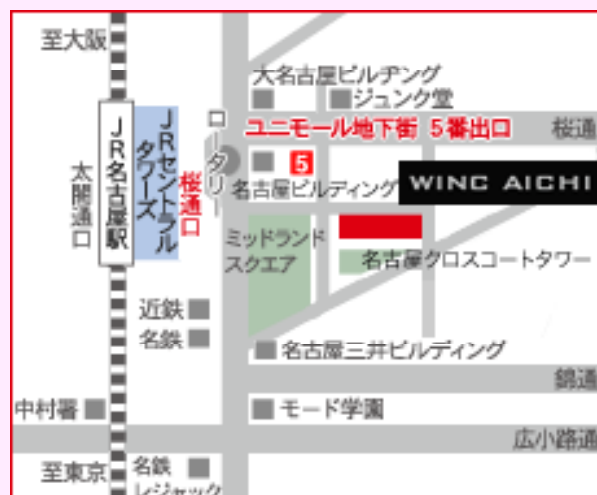 至大阪
大名古屋ビルヂング
ジュンク堂
ユニモール地下街 5番出口
桜通
ロータリー
JR名古屋駅
JRセントラル
タワーズ
桜通口
太閤通口
5
名古屋ビルディング
WINC AICHI
ミッドランド
スクエア
名古屋クロスコートタワー
近鉄
名鉄
名古屋三井ビルディング
錦通
中村署
モード学園
広小路通
至東京
名鉄
レジャック